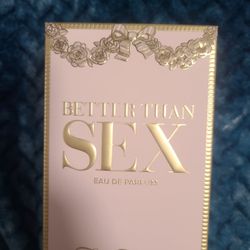 BETTER THAN
SEX
EAU DE PARFUM